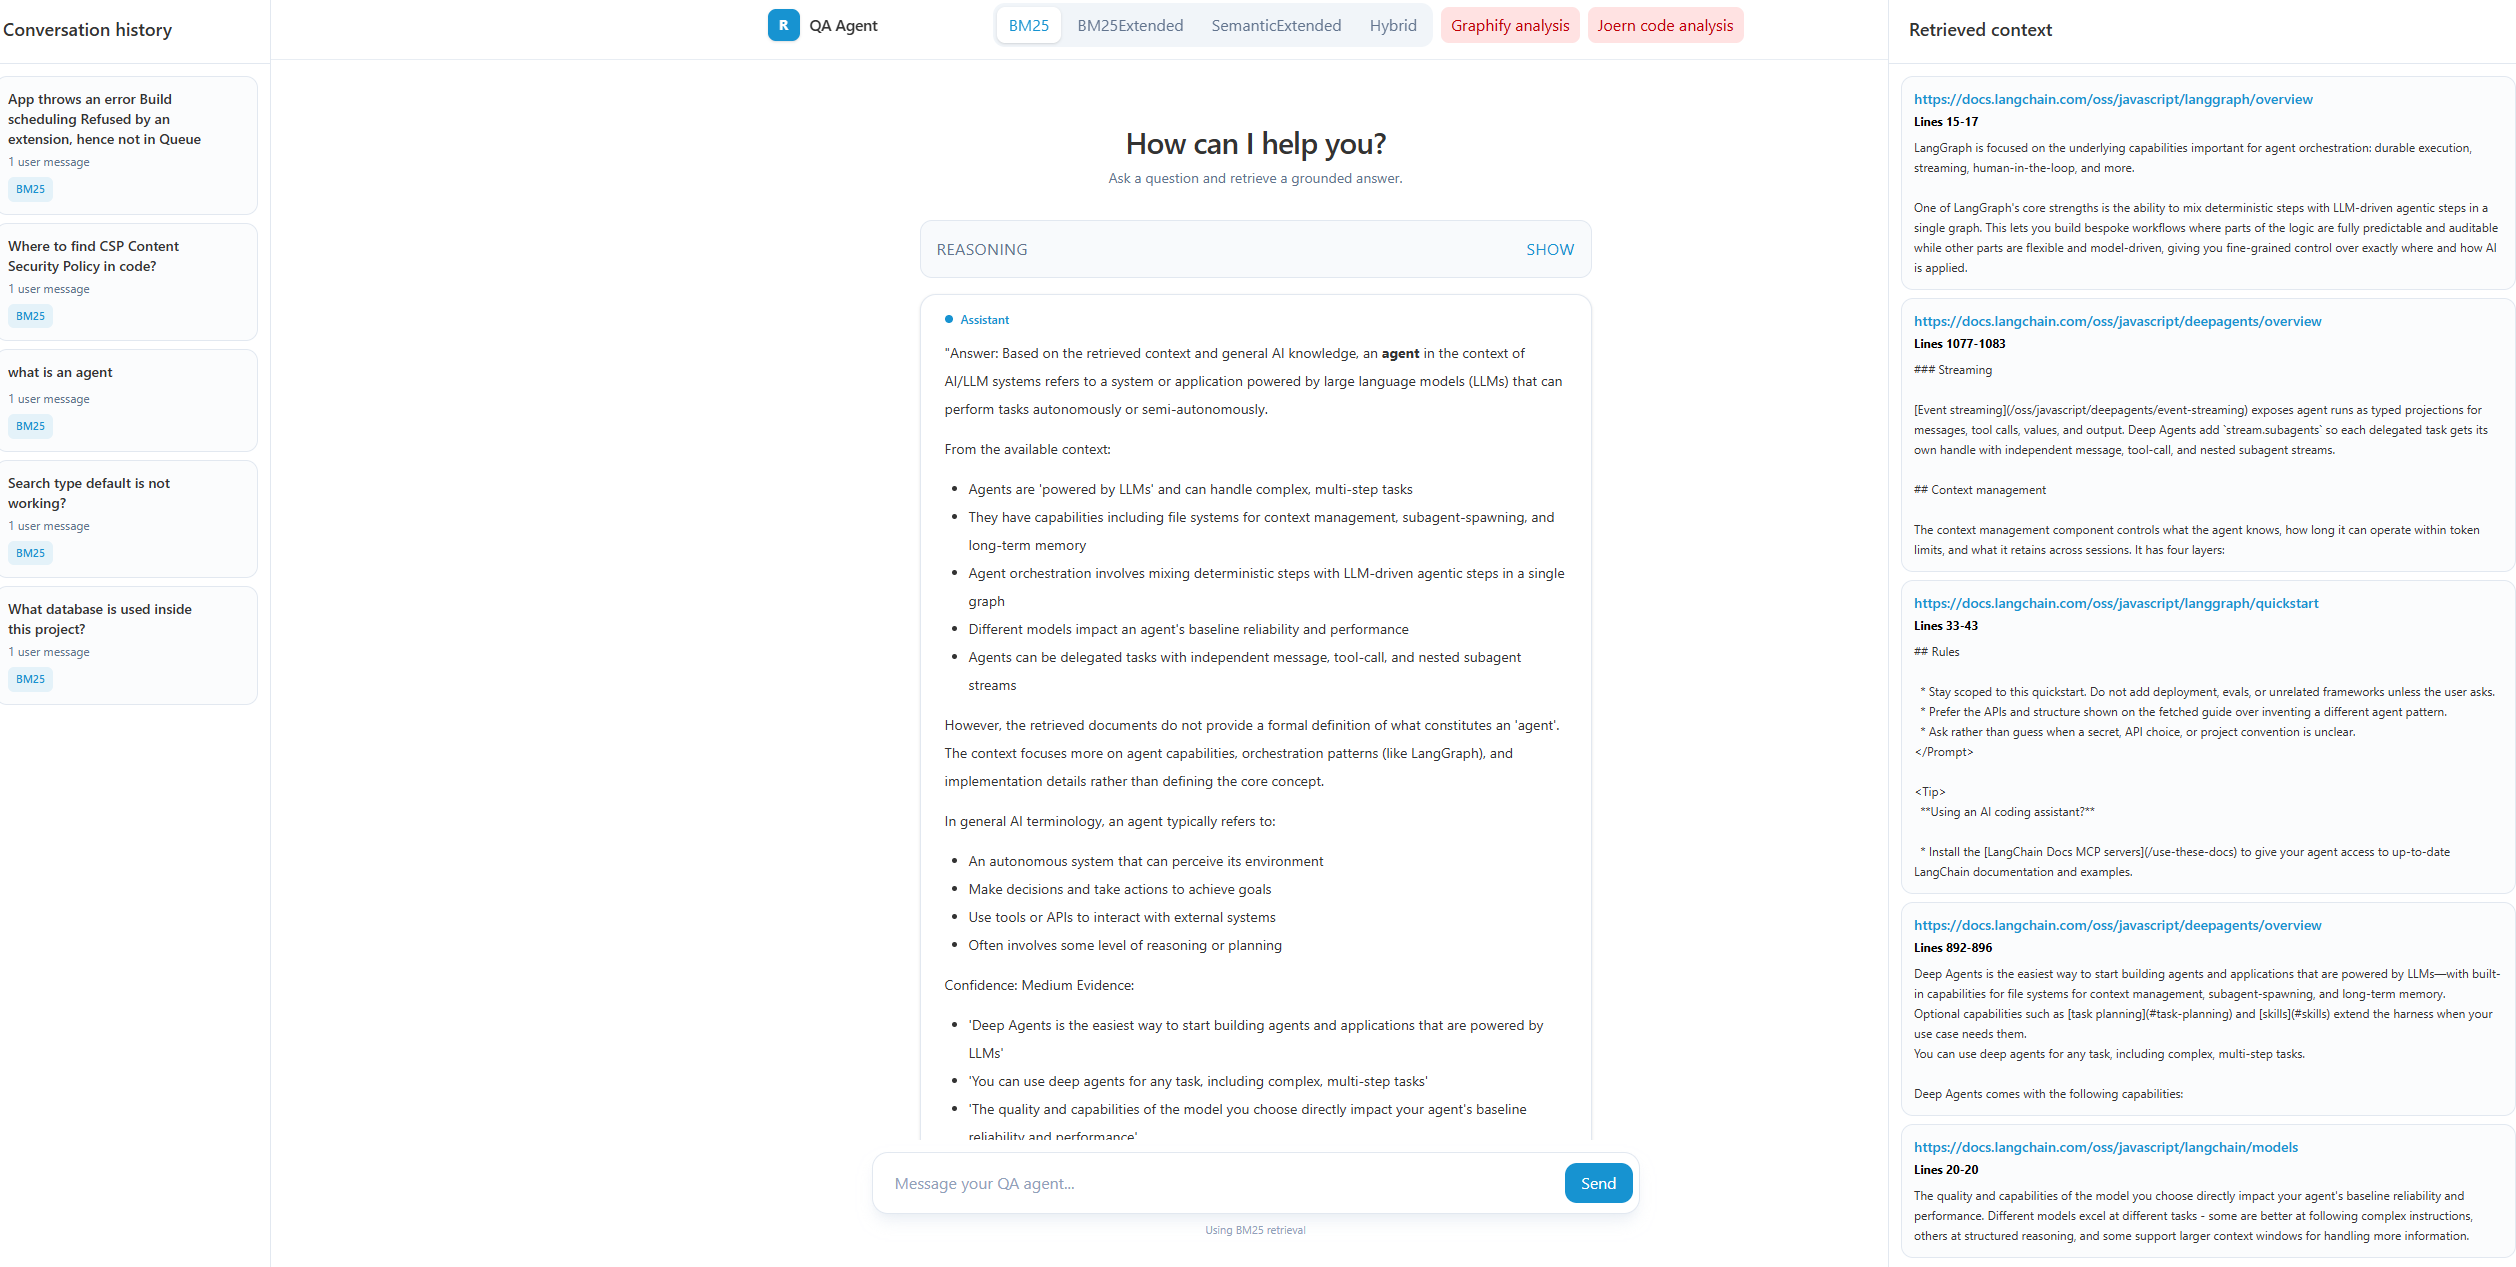 Conversation history
App throws an error Build
scheduling Refused by an
extension, hence not in Queue
1 user message
BM25
Where to find CSP Content
Security Policy in code?
1 user message
BM25
what is an agent
1 user message
BM25
Search type default is not
working?
1 user message
BM25
What database is used inside
this project?
1 user message
BM25
R QA Agent
BM25 BM25Extended SemanticExtended Hybrid Graphify analysis Joern code analysis
How can I help you?
Ask a question and retrieve a grounded answer.
REASONING SHOW
Assistant
"Answer: Based on the retrieved context and general AI knowledge, an agent in the context of
AI/LLM systems refers to a system or application powered by large language models (LLMs) that can
perform tasks autonomously or semi-autonomously.
From the available context:
• Agents are 'powered by LLMs' and can handle complex, multi-step tasks
• They have capabilities including file systems for context management, subagent-spawning, and
long-term memory
• Agent orchestration involves mixing deterministic steps with LLM-driven agentic steps in a single
graph
• Different models impact an agent's baseline reliability and performance
• Agents can be delegated tasks with independent message, tool-call, and nested subagent
streams
However, the retrieved documents do not provide a formal definition of what constitutes an 'agent'.
The context focuses more on agent capabilities, orchestration patterns (like LangGraph), and
implementation details rather than defining the core concept.
In general AI terminology, an agent typically refers to:
• An autonomous system that can perceive its environment
• Make decisions and take actions to achieve goals
• Use tools or APIs to interact with external systems
• Often involves some level of reasoning or planning
Confidence: Medium Evidence:
• 'Deep Agents is the easiest way to start building agents and applications that are powered by
LLMs'
• 'You can use deep agents for any task, including complex, multi-step tasks'
• 'The quality and capabilities of the model you choose directly impact your agent's baseline
reliability and performance'
Message your QA agent...
Send
Using BM25 retrieval
Retrieved context
https://docs.langchain.com/oss/javascript/langgraph/overview
Lines 15-17
LangGraph is focused on the underlying capabilities important for agent orchestration: durable execution,
streaming, human-in-the-loop, and more.
One of LangGraph's core strengths is the ability to mix deterministic steps with LLM-driven agentic steps in a
single graph. This lets you build bespoke workflows where parts of the logic are fully predictable and auditable
while other parts are flexible and model-driven, giving you fine-grained control over exactly where and how AI
is applied.
https://docs.langchain.com/oss/javascript/deepagents/overview
Lines 1077-1083
### Streaming
[Event streaming](/oss/javascript/deepagents/event-streaming) exposes agent runs as typed projections for
messages, tool calls, values, and output. Deep Agents add `stream.subagents` so each delegated task gets its
own handle with independent message, tool-call, and nested subagent streams.
## Context management
The context management component controls what the agent knows, how long it can operate within token
limits, and what it retains across sessions. It has four layers:
https://docs.langchain.com/oss/javascript/langgraph/quickstart
Lines 33-43
## Rules
* Stay scoped to this quickstart. Do not add deployment, evals, or unrelated frameworks unless the user asks.
* Prefer the APIs and structure shown on the fetched guide over inventing a different agent pattern.
* Ask rather than guess when a secret, API choice, or project convention is unclear.
</Prompt>
<Tip>
**Using an AI coding assistant?**
* Install the [LangChain Docs MCP servers](/use-these-docs) to give your agent access to up-to-date
LangChain documentation and examples.
https://docs.langchain.com/oss/javascript/deepagents/overview
Lines 892-896
Deep Agents is the easiest way to start building agents and applications that are powered by LLMs—with built-
in capabilities for file systems for context management, subagent-spawning, and long-term memory.
Optional capabilities such as [task planning](#task-planning) and [skills](#skills) extend the harness when your
use case needs them.
You can use deep agents for any task, including complex, multi-step tasks.
Deep Agents comes with the following capabilities:
https://docs.langchain.com/oss/javascript/langchain/models
Lines 20-20
The quality and capabilities of the model you choose directly impact your agent's baseline reliability and
performance. Different models excel at different tasks - some are better at following complex instructions,
others at structured reasoning, and some support larger context windows for handling more information.